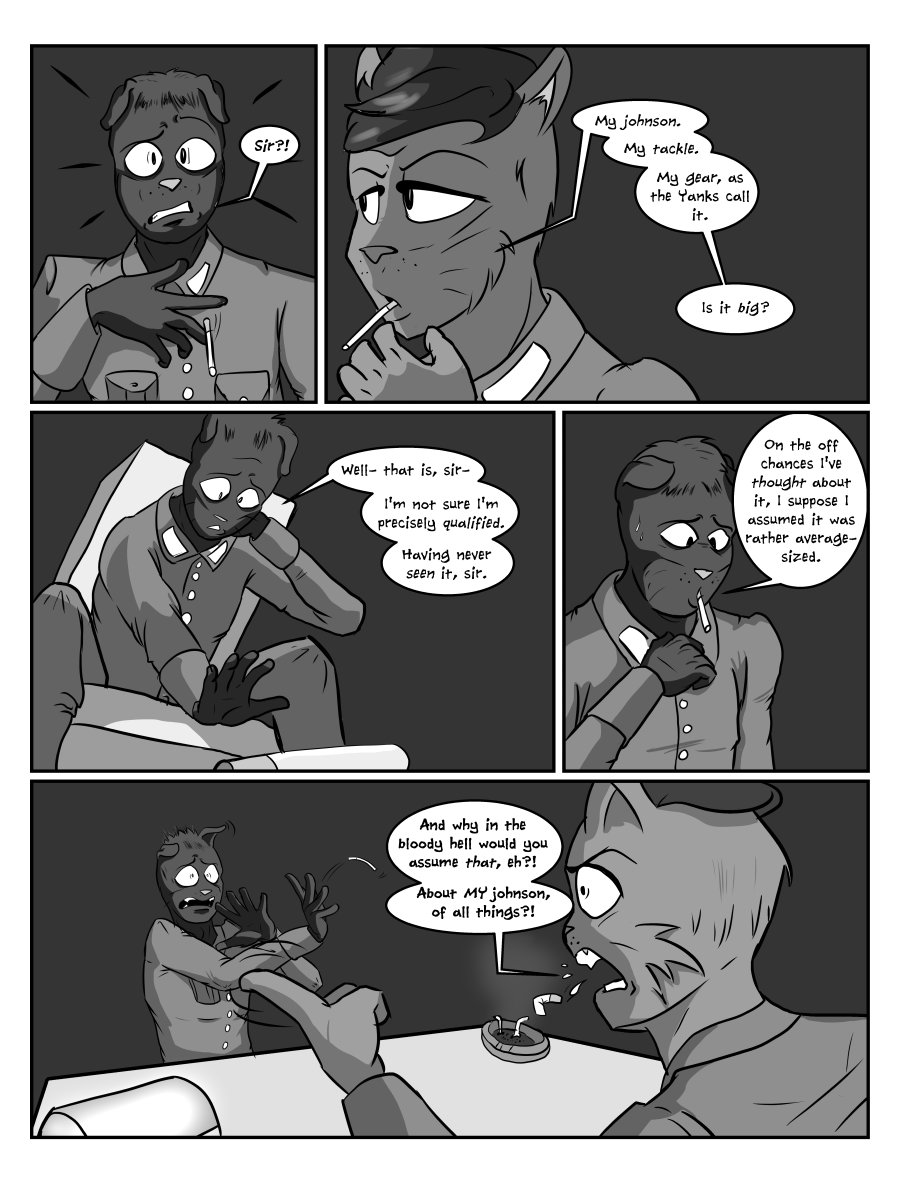 Sir?!
My johnson.
My tackle.
My gear, as
the Yanks call
it.
Is it big?
Well- that is, sir-
I'm not sure I'm
precisely qualified.
Having never
seen it, sir.
On the off
chances I've
thought about
it, I suppose I
assumed it was
rather average-
sized.
And why in the
bloody hell would you
assume that, eh?!
About MY johnson,
of all things?!